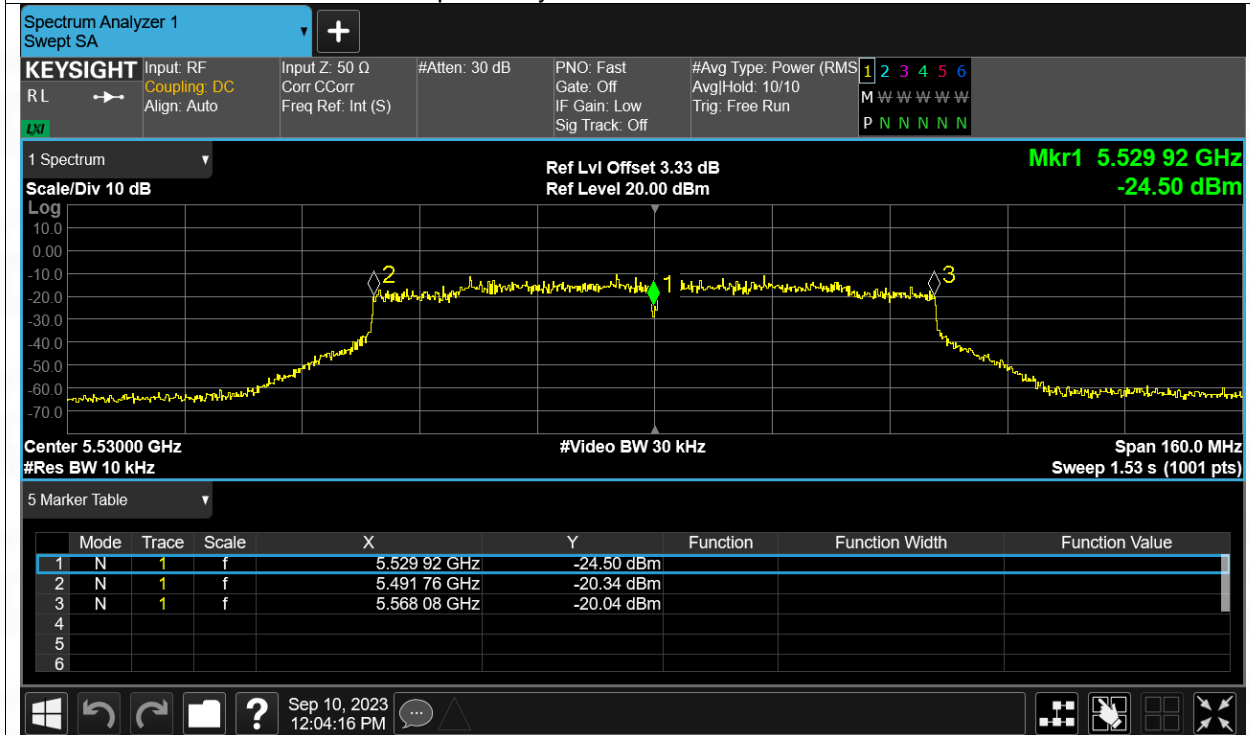 Spectrum Analyzer 1
Swept SA
+
KEYSIGHT Input: RF Input Z: 50 Ω #Atten: 30 dB PNO: Fast #Avg Type: Power (RMS 1 2 3 4 5 6
RL Coupling: DC Corr CCorr Gate: Off Avg|Hold: 10/10 M W W W W W
Align: Auto Freq Ref: Int (S) IF Gain: Low Trig: Free Run
LXI Sig Track: Off P N N N N N
1 Spectrum Ref Lvl Offset 3.33 dB Mkr1 5.529 92 GHz
Scale/Div 10 dB Ref Level 20.00 dBm -24.50 dBm
Log
10.0
0.00
-10.0
2 1 3
-20.0
-30.0
-40.0
-50.0
-60.0
-70.0
Center 5.53000 GHz #Video BW 30 kHz Span 160.0 MHz
#Res BW 10 kHz Sweep 1.53 s (1001 pts)
5 Marker Table
Mode Trace Scale X Y Function Function Width Function Value
1 N 1 f 5.529 92 GHz -24.50 dBm
2 N 1 f 5.491 76 GHz -20.34 dBm
3 N 1 f 5.568 08 GHz -20.04 dBm
4
5
6
? Sep 10, 2023
12:04:16 PM